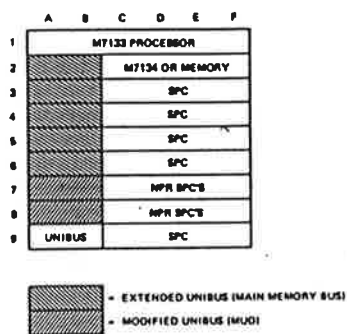 A B C D E F
1 M7133 PROCESSOR
2 M7134 OR MEMORY
3 SPC
4 SPC
5 SPC
6 SPC
7 NPR SPC'S
8 NPR SPC'S
9 UNIBUS SPC
= EXTENDED UNIBUS (MAIN MEMORY BUS)
= MODIFIED UNIBUS (MUD)